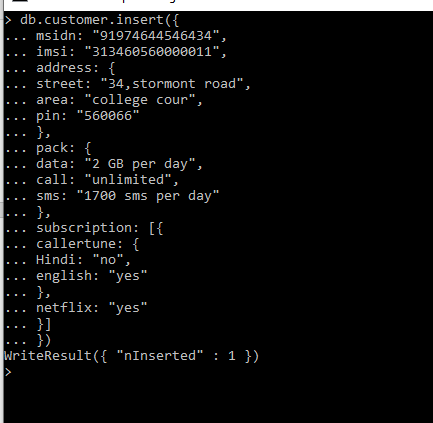 > db.customer.insert({
... msidn: "91974644546434",
... imsi: "313460560000011",
... address: {
... street: "34,stormont road",
... area: "college cour",
... pin: "560066"
... },
... pack: {
... data: "2 GB per day",
... call: "unlimited",
... sms: "1700 sms per day"
... },
... subscription: [{
... callertune: {
... Hindi: "no",
... english: "yes"
... },
... netflix: "yes"
... }]
... })
WriteResult({ "nInserted" : 1 })
>